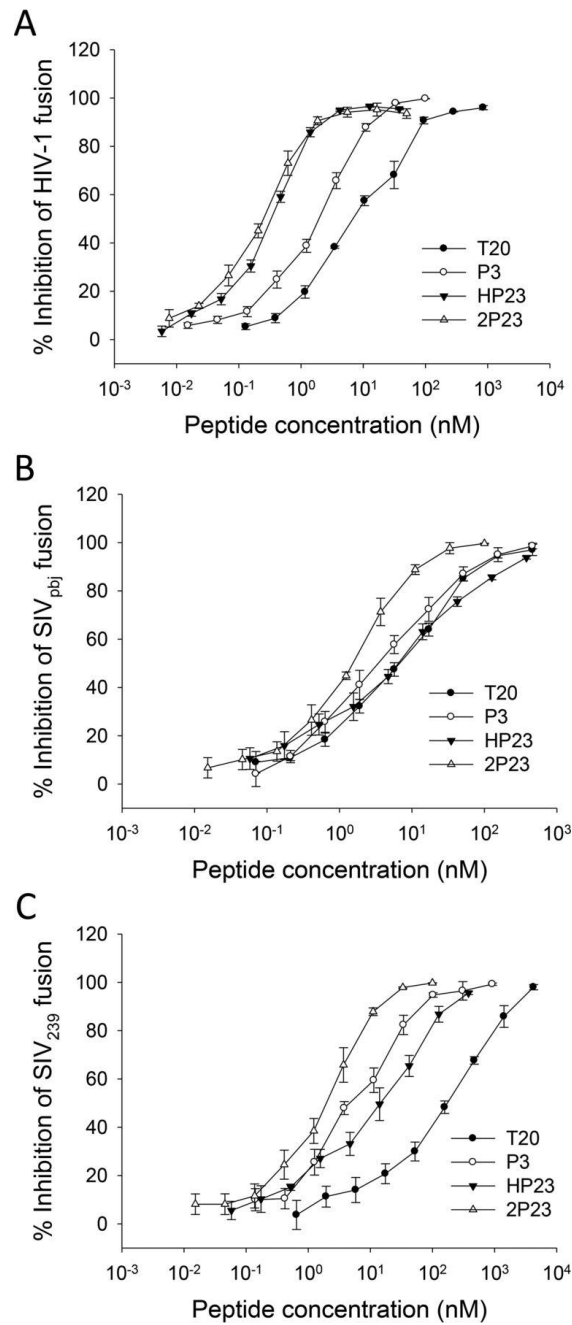 A
% Inhibition of HIV-1 fusion
120
100
80
60
40
20
0
T20
P3
HP23
2P23
10-3 10-2 10-1 100 101 102 103 104
Peptide concentration (nM)
B
% Inhibition of SIVpbj fusion
120
100
80
60
40
20
0
T20
P3
HP23
2P23
10-3 10-2 10-1 100 101 102 103
Peptide concentration (nM)
C
% Inhibition of SIV239 fusion
120
100
80
60
40
20
0
T20
P3
HP23
2P23
10-3 10-2 10-1 100 101 102 103 104
Peptide concentration (nM)